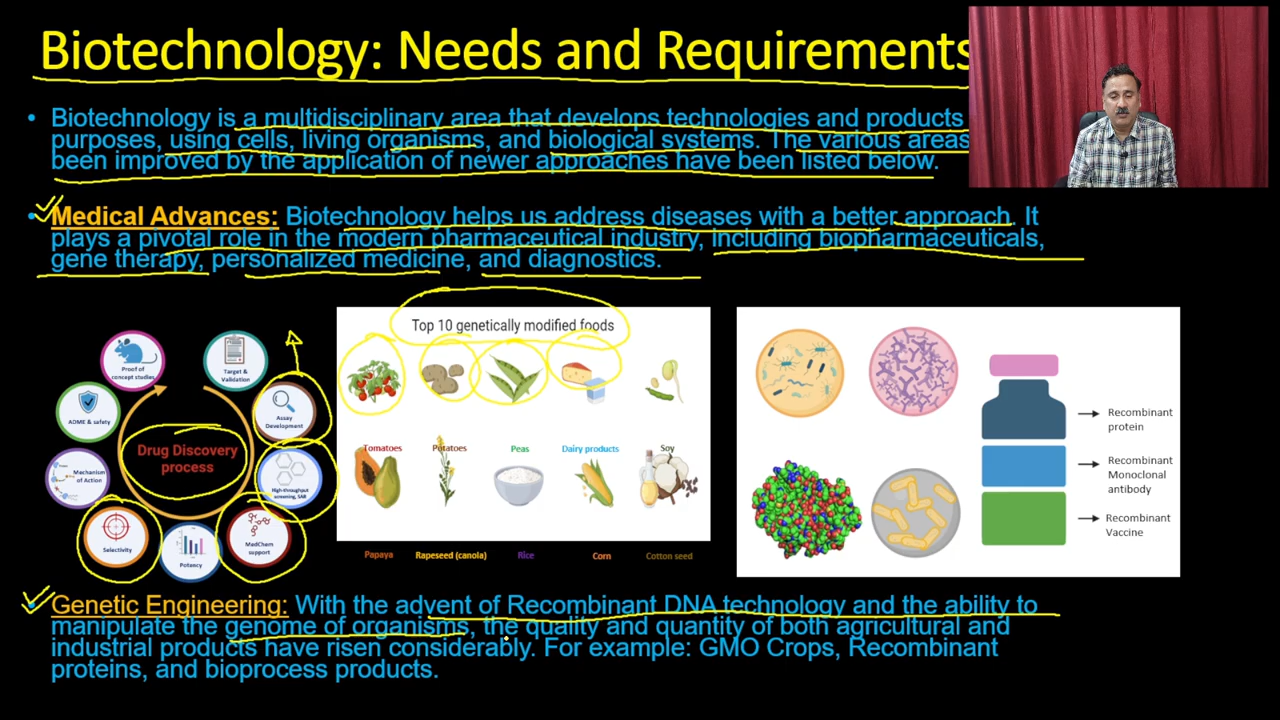 Biotechnology: Needs and Requirements
• Biotechnology is a multidisciplinary area that develops technologies and products
purposes, using cells, living organisms, and biological systems. The various areas
been improved by the application of newer approaches have been listed below.
• Medical Advances: Biotechnology helps us address diseases with a better approach. It
plays a pivotal role in the modern pharmaceutical industry, including biopharmaceuticals,
gene therapy, personalized medicine, and diagnostics.
Drug Discovery
process
Proof of
concept studies
Target &
Validation
Assay
Development
High-throughput
screening, SAR
MadChem
support
Potency
Selectivity
Mechanism
of Action
ADME & safety
Top 10 genetically modified foods
Tomatoes Potatoes Peas Dairy products Soy
Papaya Rapeseed (canola) Rice Corn Cotton seed
Recombinant
protein
Recombinant
Monoclonal
antibody
Recombinant
Vaccine
• Genetic Engineering: With the advent of Recombinant DNA technology and the ability to
manipulate the genome of organisms, the quality and quantity of both agricultural and
industrial products have risen considerably. For example: GMO Crops, Recombinant
proteins, and bioprocess products.